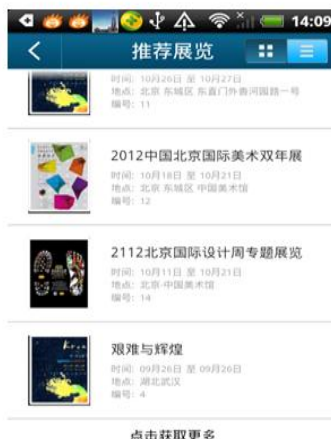 14:09
推荐展览
时间: 10月26日 至 10月27日
地点: 北京 东城区 东直门外香河园路一号
编号: 11
2012中国北京国际美术双年展
时间: 10月18日 至 10月21日
地点: 北京 东城区 中国美术馆
编号: 12
2112北京国际设计周专题展览
时间: 10月11日 至 10月21日
地点: 北京·中国美术馆
编号: 14
艰难与辉煌
时间: 09月26日 至 09月26日
地点: 湖北武汉
编号: 4
点击获取更多